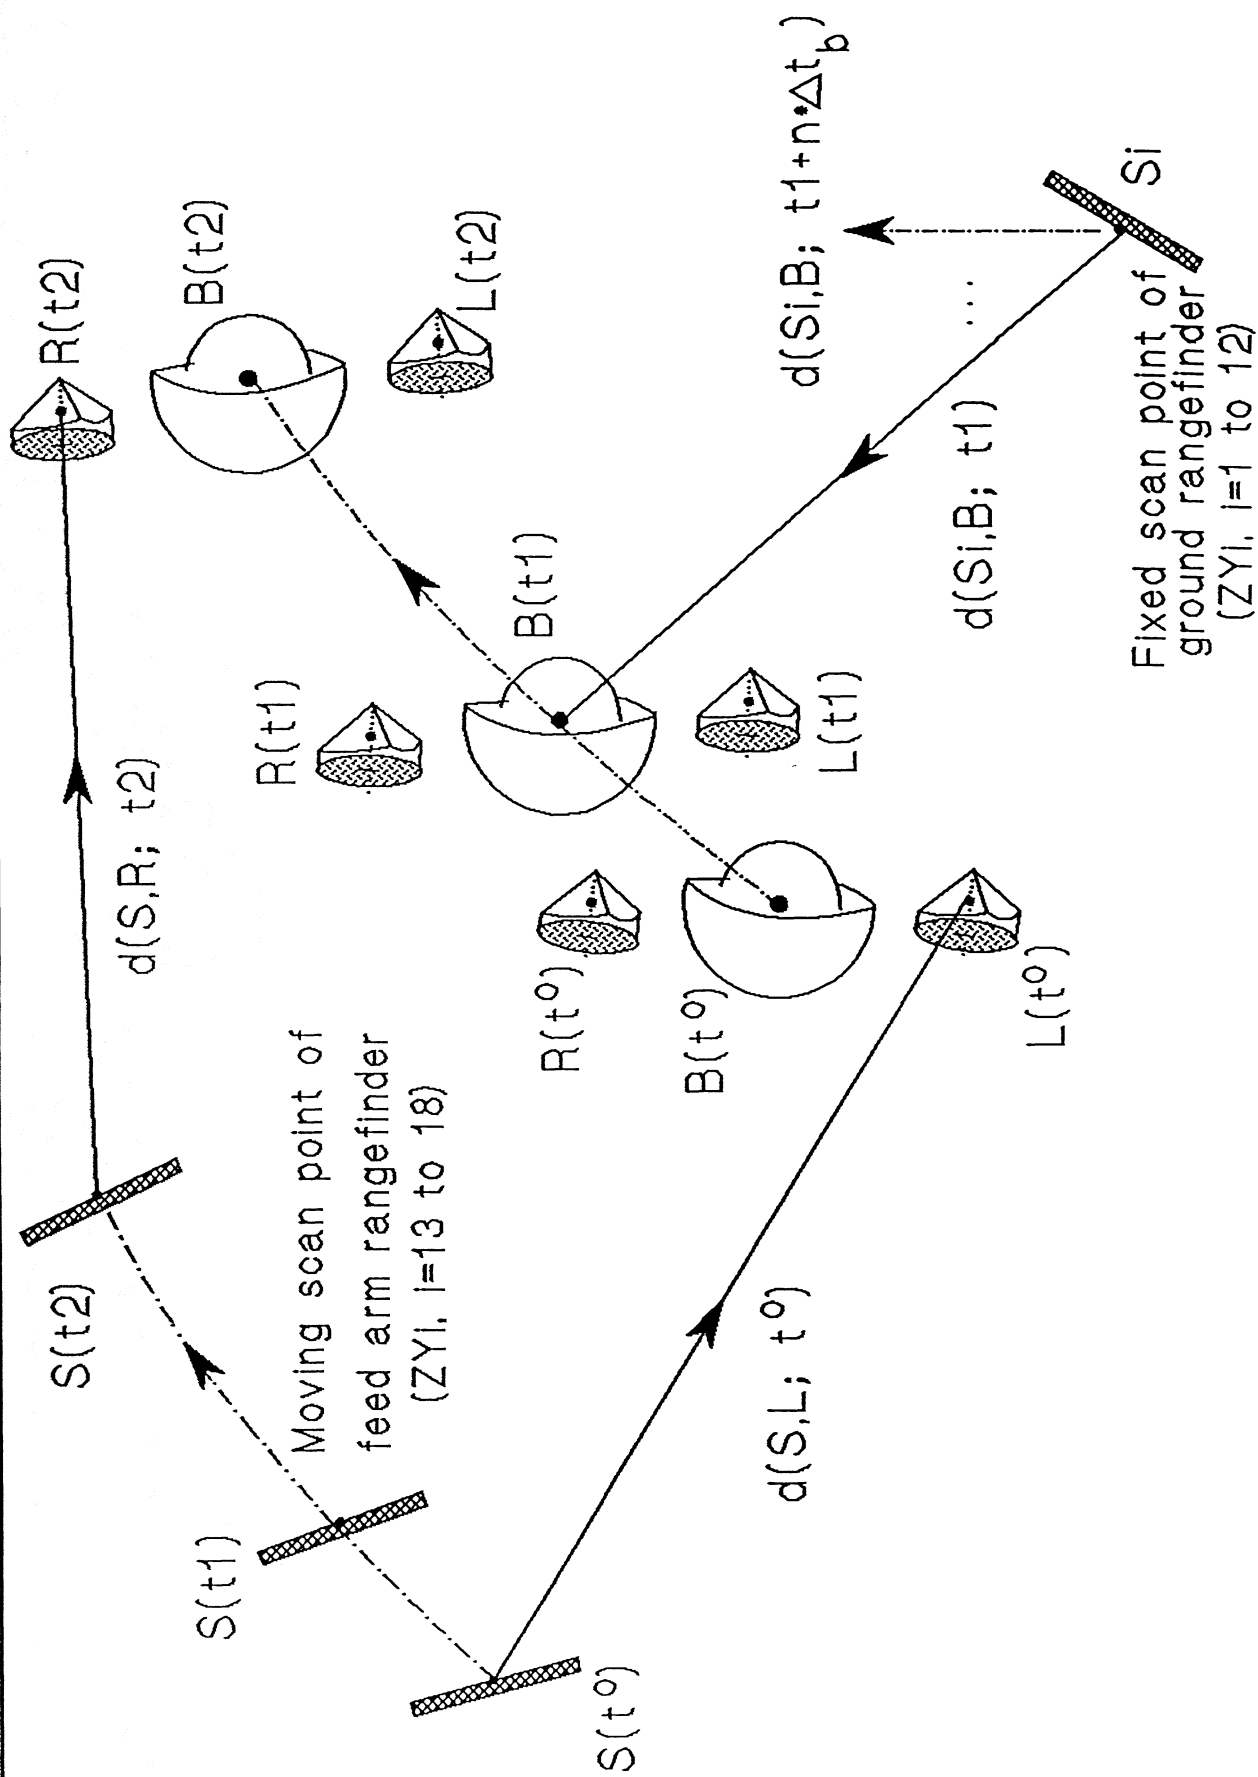 R(t2)
B(t2)
L(t2)
d(Si,B; t1+n*Δt_b)
...
Si
d(S,R; t2)
R(t1)
B(t1)
L(t1)
d(Si,B; t1)
Fixed scan point of
ground rangefinder
(ZYi, i=1 to 12)
S(t2)
Moving scan point of
feed arm rangefinder
(ZYi, i=13 to 18)
R(t⁰)
B(t⁰)
L(t⁰)
S(t1)
d(S,L; t⁰)
S(t⁰)